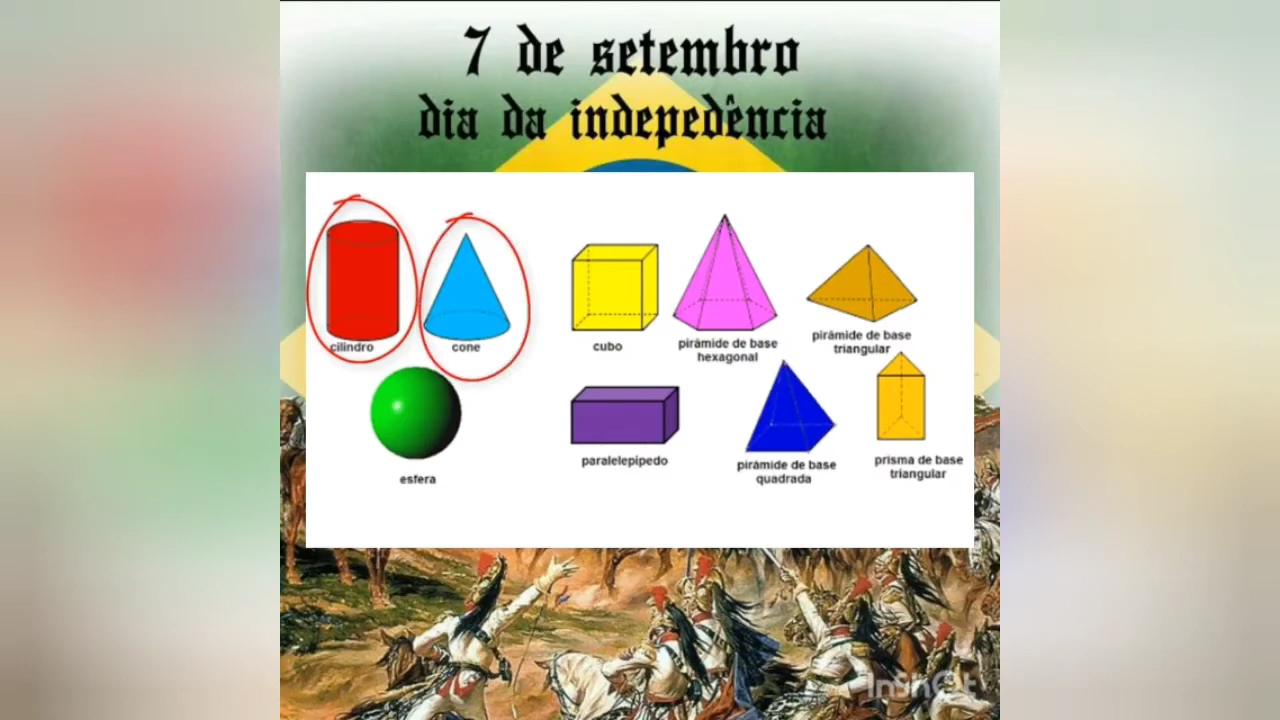 7 de setembro
dia da indepedência
cilindro
cone
cubo
pirâmide de base
hexagonal
pirâmide de base
triangular
esfera
paralelepípedo
pirâmide de base
quadrada
prisma de base
triangular
InShOt